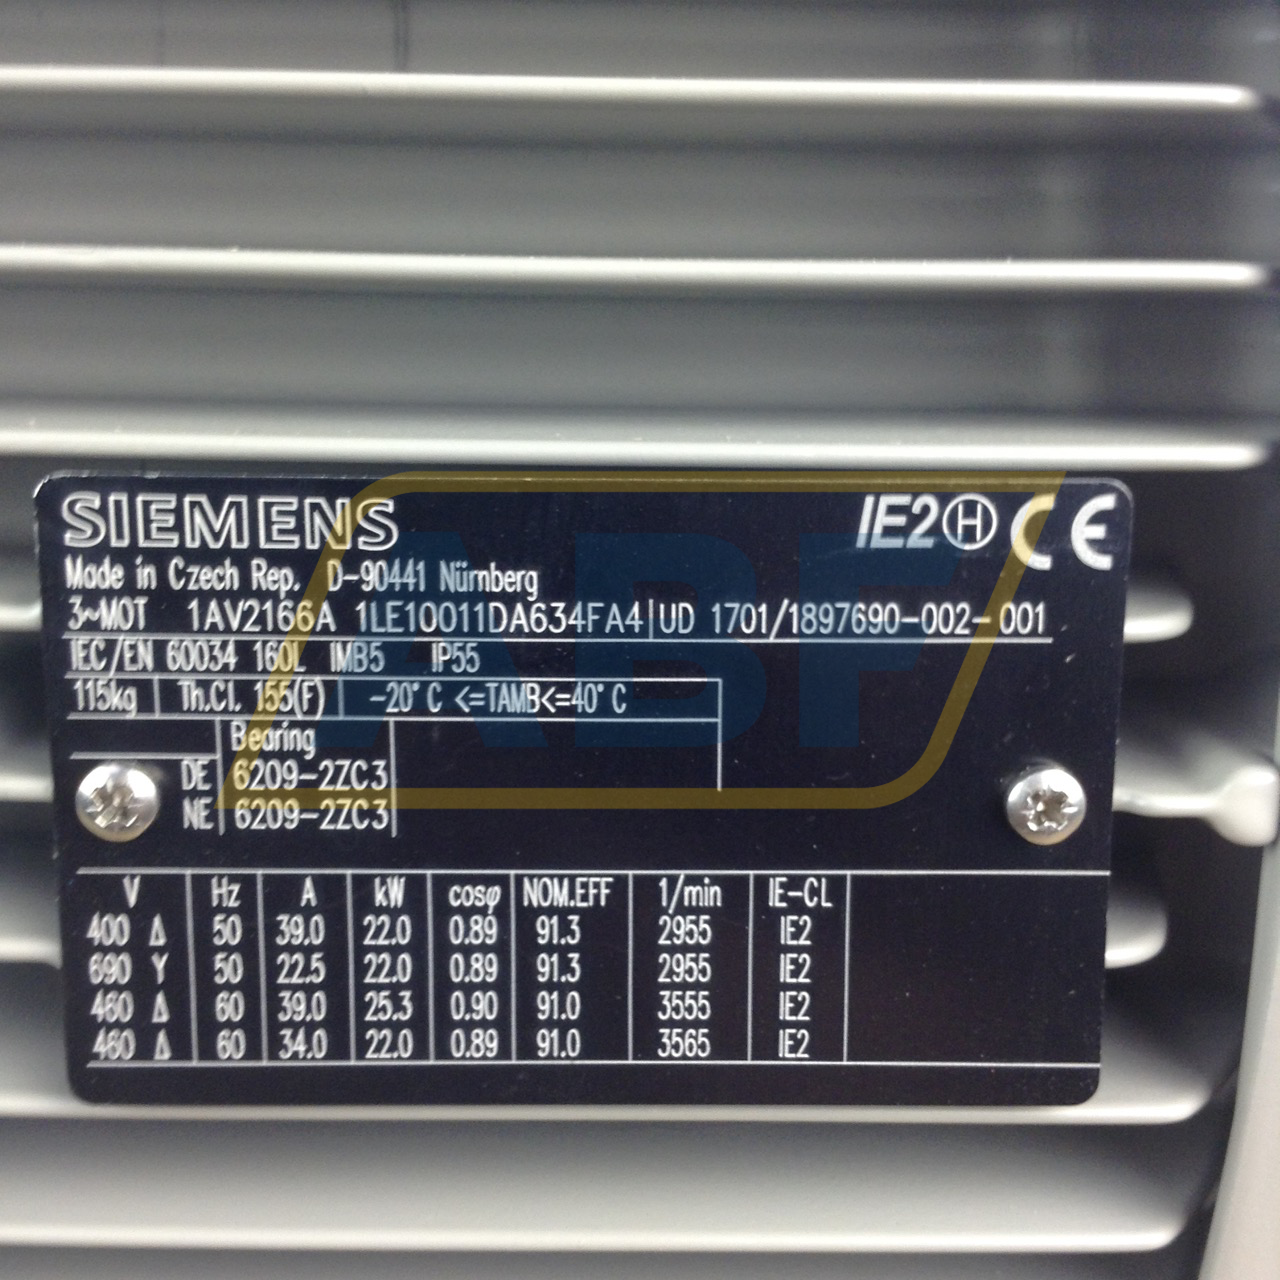 SIEMENS IE2 H CE
Made in Czech Rep. D-90441 Nürnberg
3~MOT 1AV2166A 1LE10011DA634FA4 UD 1701/1897690-002-001
IEC/EN 60034 160L IMB5 IP55
115kg Th.Cl. 155(F) -20°C <=TAMB<=40°C
Bearing
DE 6209-2ZC3
NE 6209-2ZC3
V Hz A kW cosφ NOM.EFF 1/min IE-CL
400 Δ 50 39.0 22.0 0.89 91.3 2955 IE2
690 Y 50 22.5 22.0 0.89 91.3 2955 IE2
460 Δ 60 39.0 25.3 0.90 91.0 3555 IE2
460 Δ 60 34.0 22.0 0.89 91.0 3565 IE2
ABF